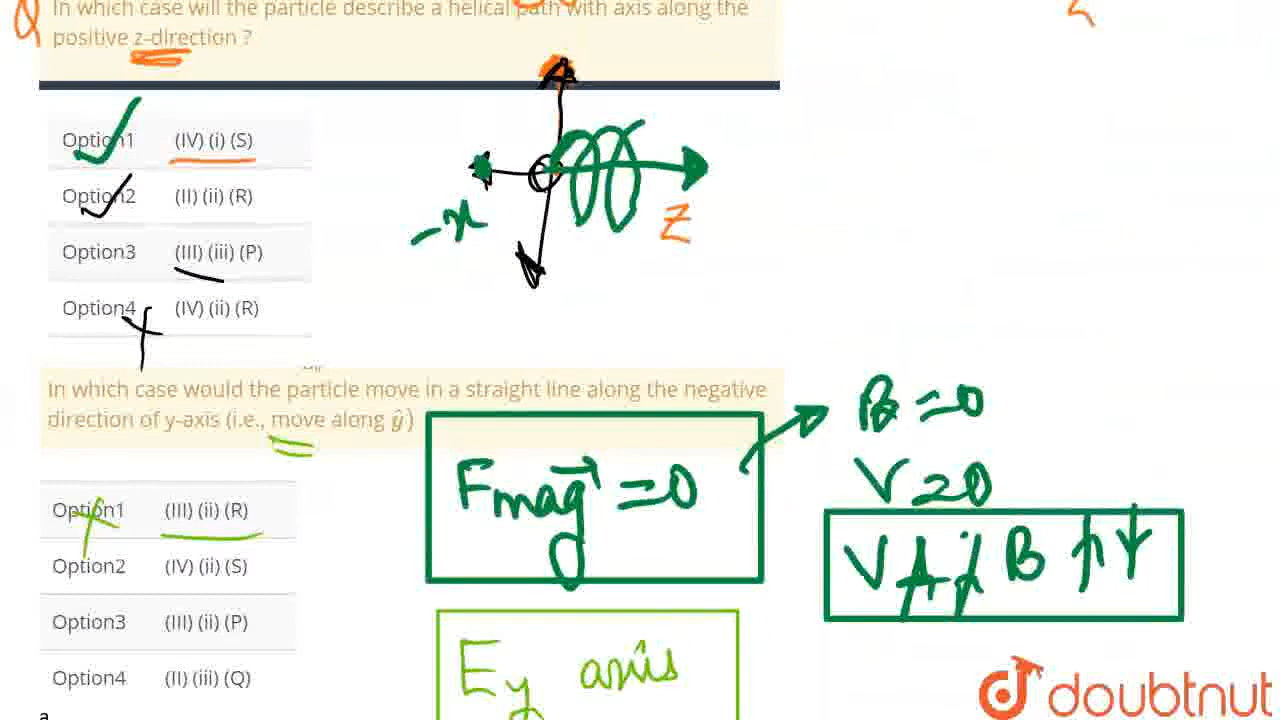 In which case will the particle describe a helical path with axis along the
positive z-direction ?
Option1 (IV) (i) (S)
Option2 (II) (ii) (R)
Option3 (III) (iii) (P)
Option4 (IV) (ii) (R)
-x
Z
In which case would the particle move in a straight line along the negative
direction of y-axis (i.e., move along ŷ)
B = 0
Fmag = 0
V = 0
Option1 (III) (ii) (R)
Option2 (IV) (ii) (S)
Option3 (III) (ii) (P)
Option4 (II) (iii) (Q)
V B
Ey axis
doubtnut
a